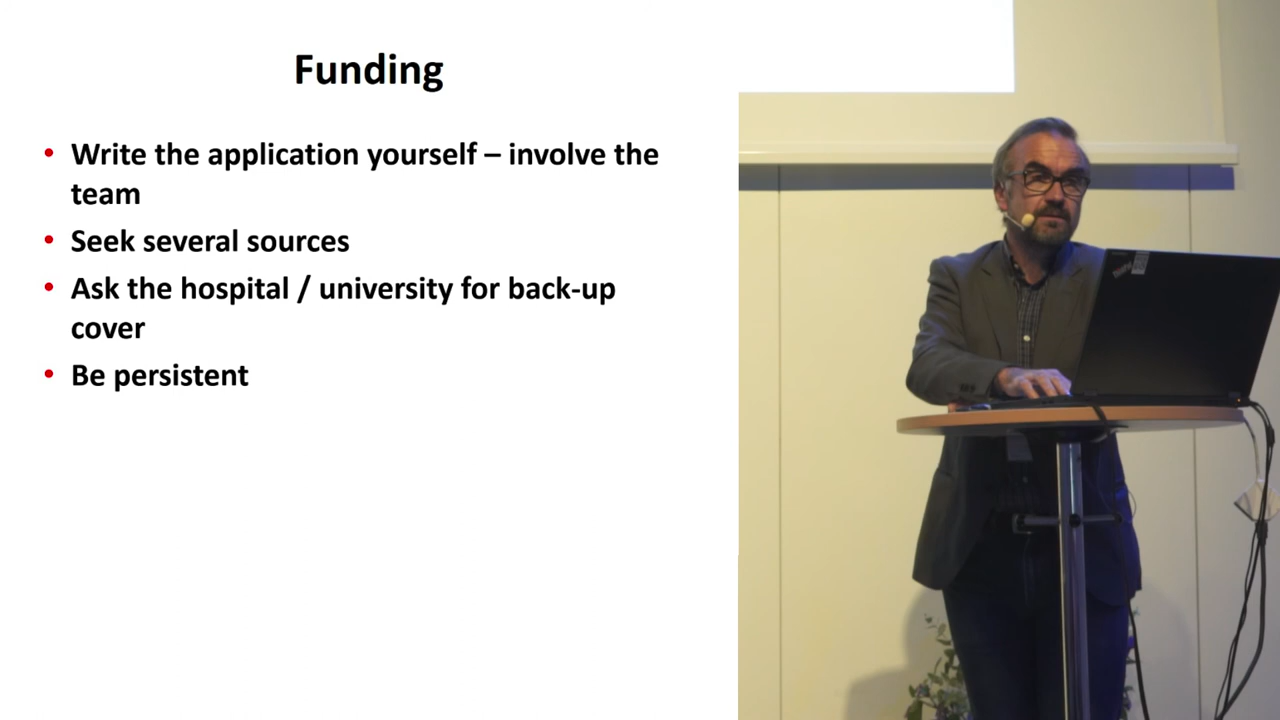 Funding
• Write the application yourself – involve the
team
• Seek several sources
• Ask the hospital / university for back-up
cover
• Be persistent